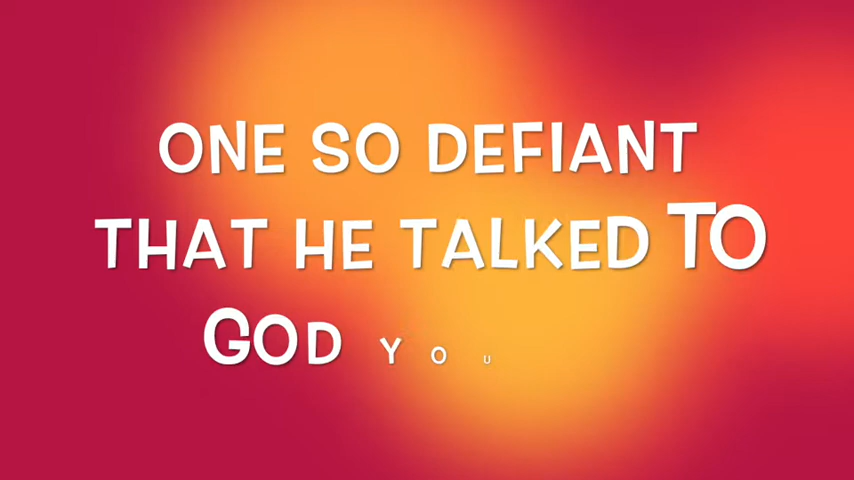 ONE SO DEFIANT
THAT HE TALKED TO
GOD YOU